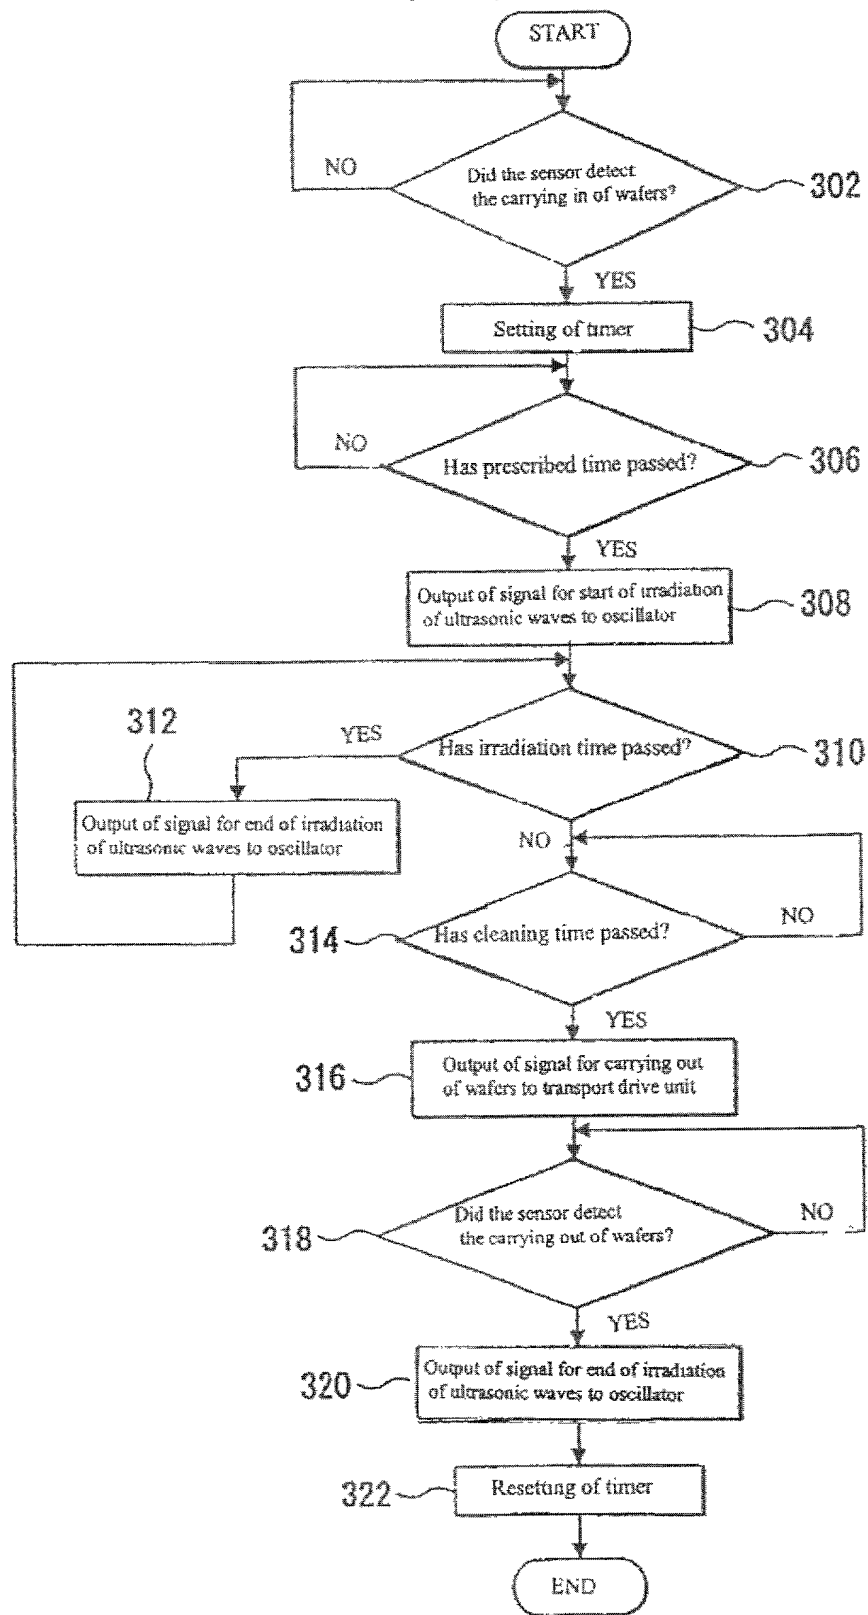 START
NO
Did the sensor detect
the carrying in of wafers?
302
YES
Setting of timer
304
NO
Has prescribed time passed?
306
YES
Output of signal for start of irradiation
of ultrasonic waves to oscillator
308
312
YES
Has irradiation time passed?
310
Output of signal for end of irradiation
of ultrasonic waves to oscillator
NO
314
Has cleaning time passed?
NO
YES
316
Output of signal for carrying out
of wafers to transport drive unit
318
Did the sensor detect
the carrying out of wafers?
NO
YES
320
Output of signal for end of irradiation
of ultrasonic waves to oscillator
322
Resetting of timer
END